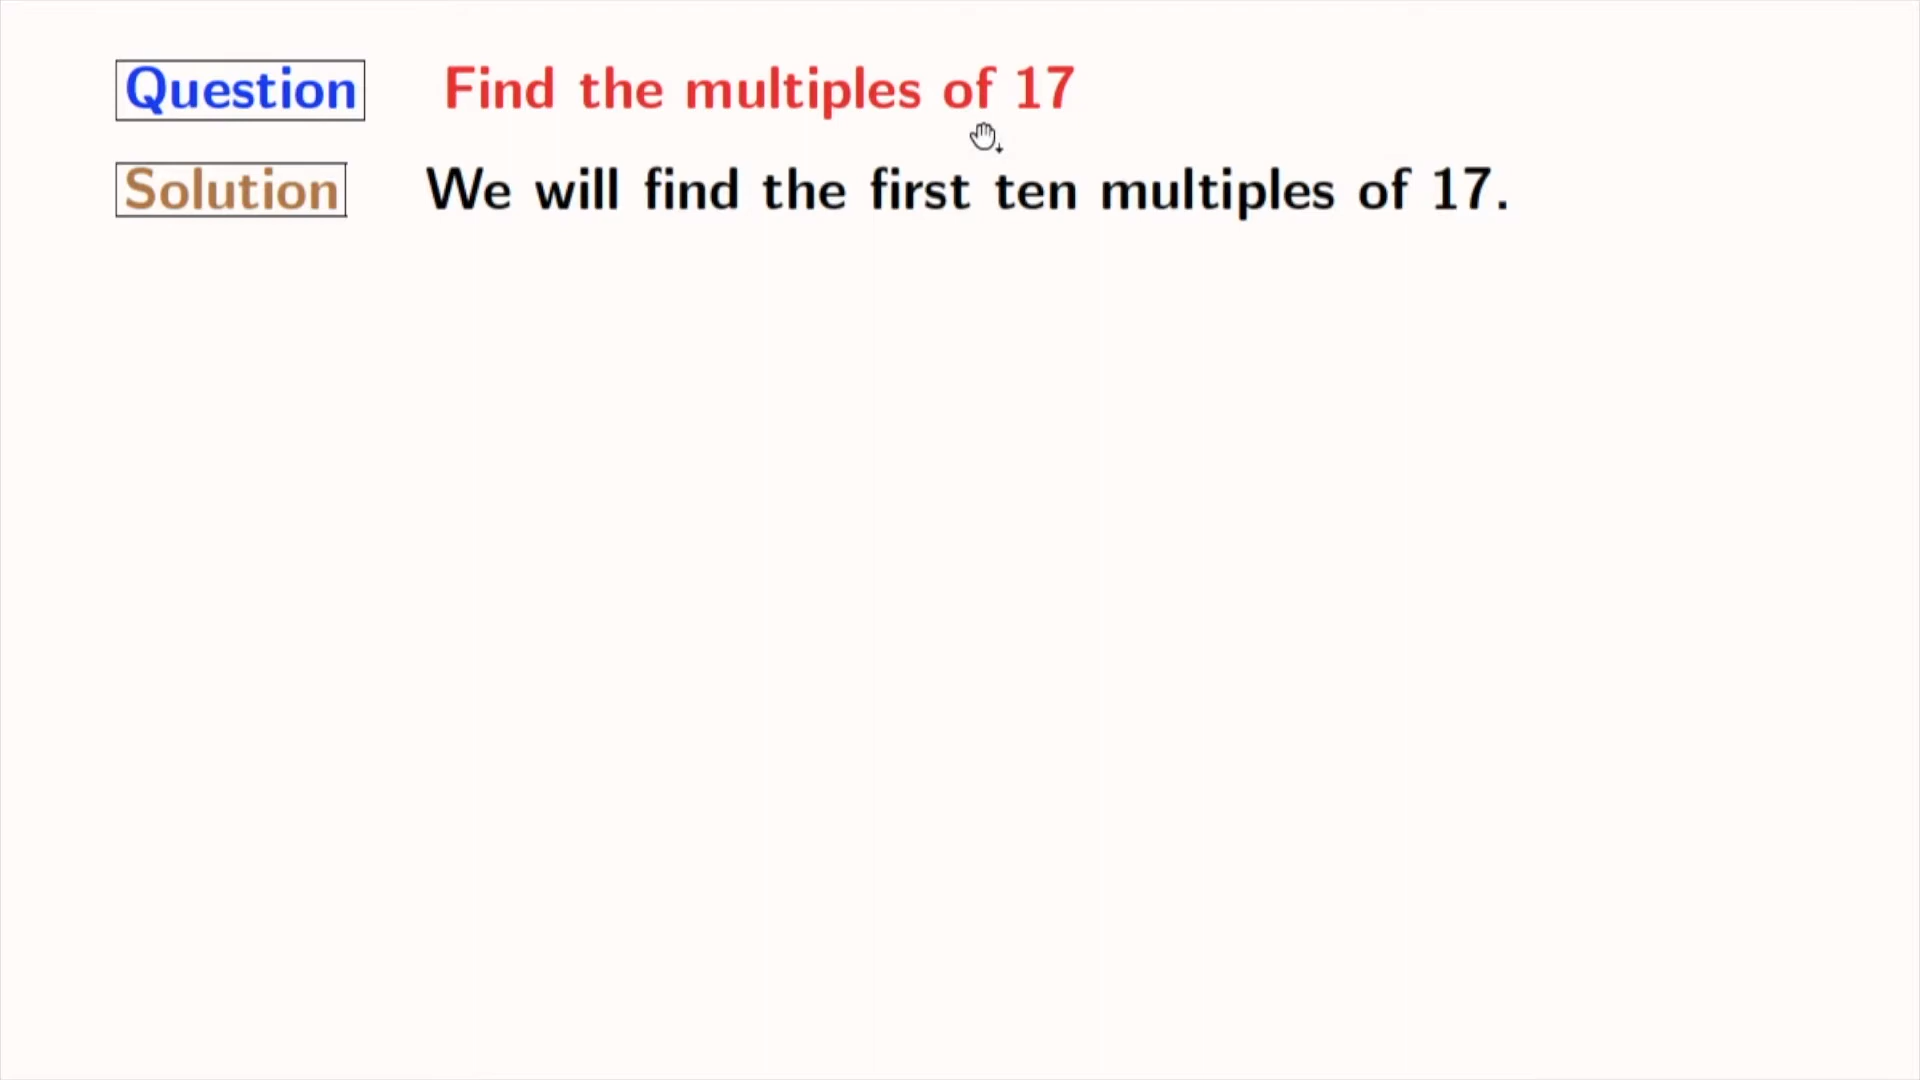 Question Find the multiples of 17
Solution We will find the first ten multiples of 17.